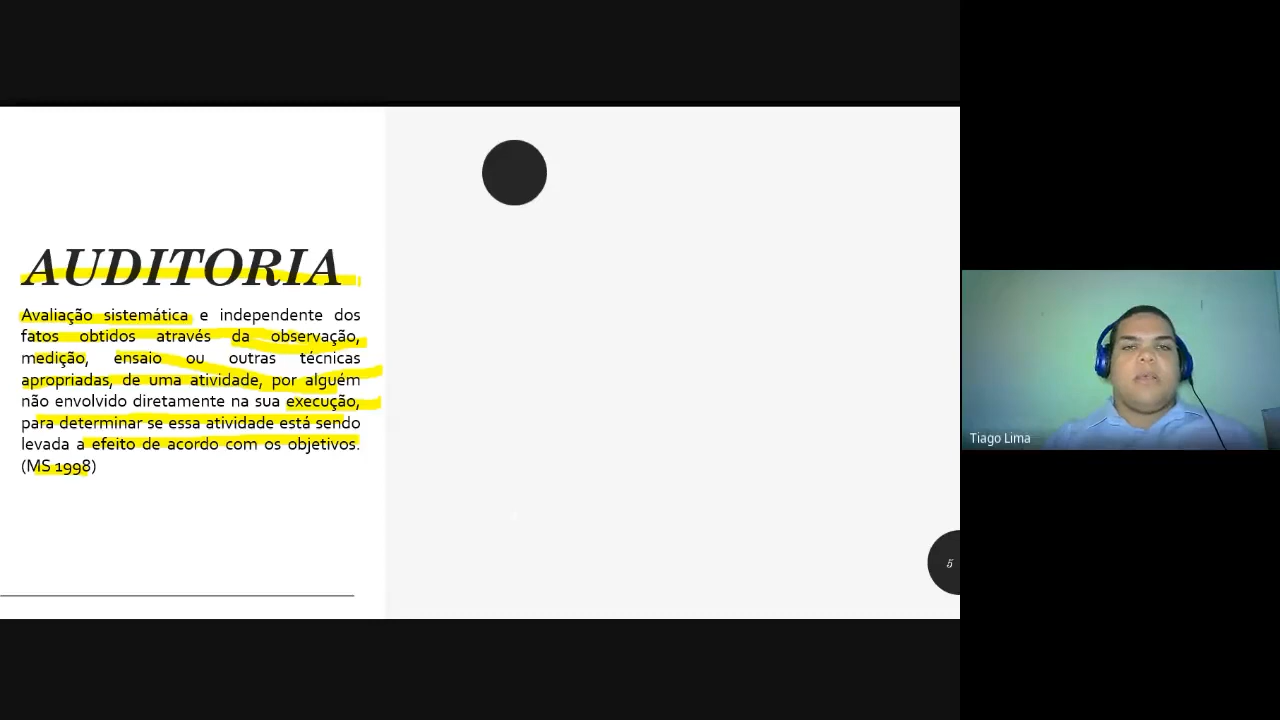 AUDITORIA
Avaliação sistemática e independente dos
fatos obtidos através da observação,
medição, ensaio ou outras técnicas
apropriadas, de uma atividade, por alguém
não envolvido diretamente na sua execução,
para determinar se essa atividade está sendo
levada a efeito de acordo com os objetivos.
(MS 1998)
5
Tiago Lima